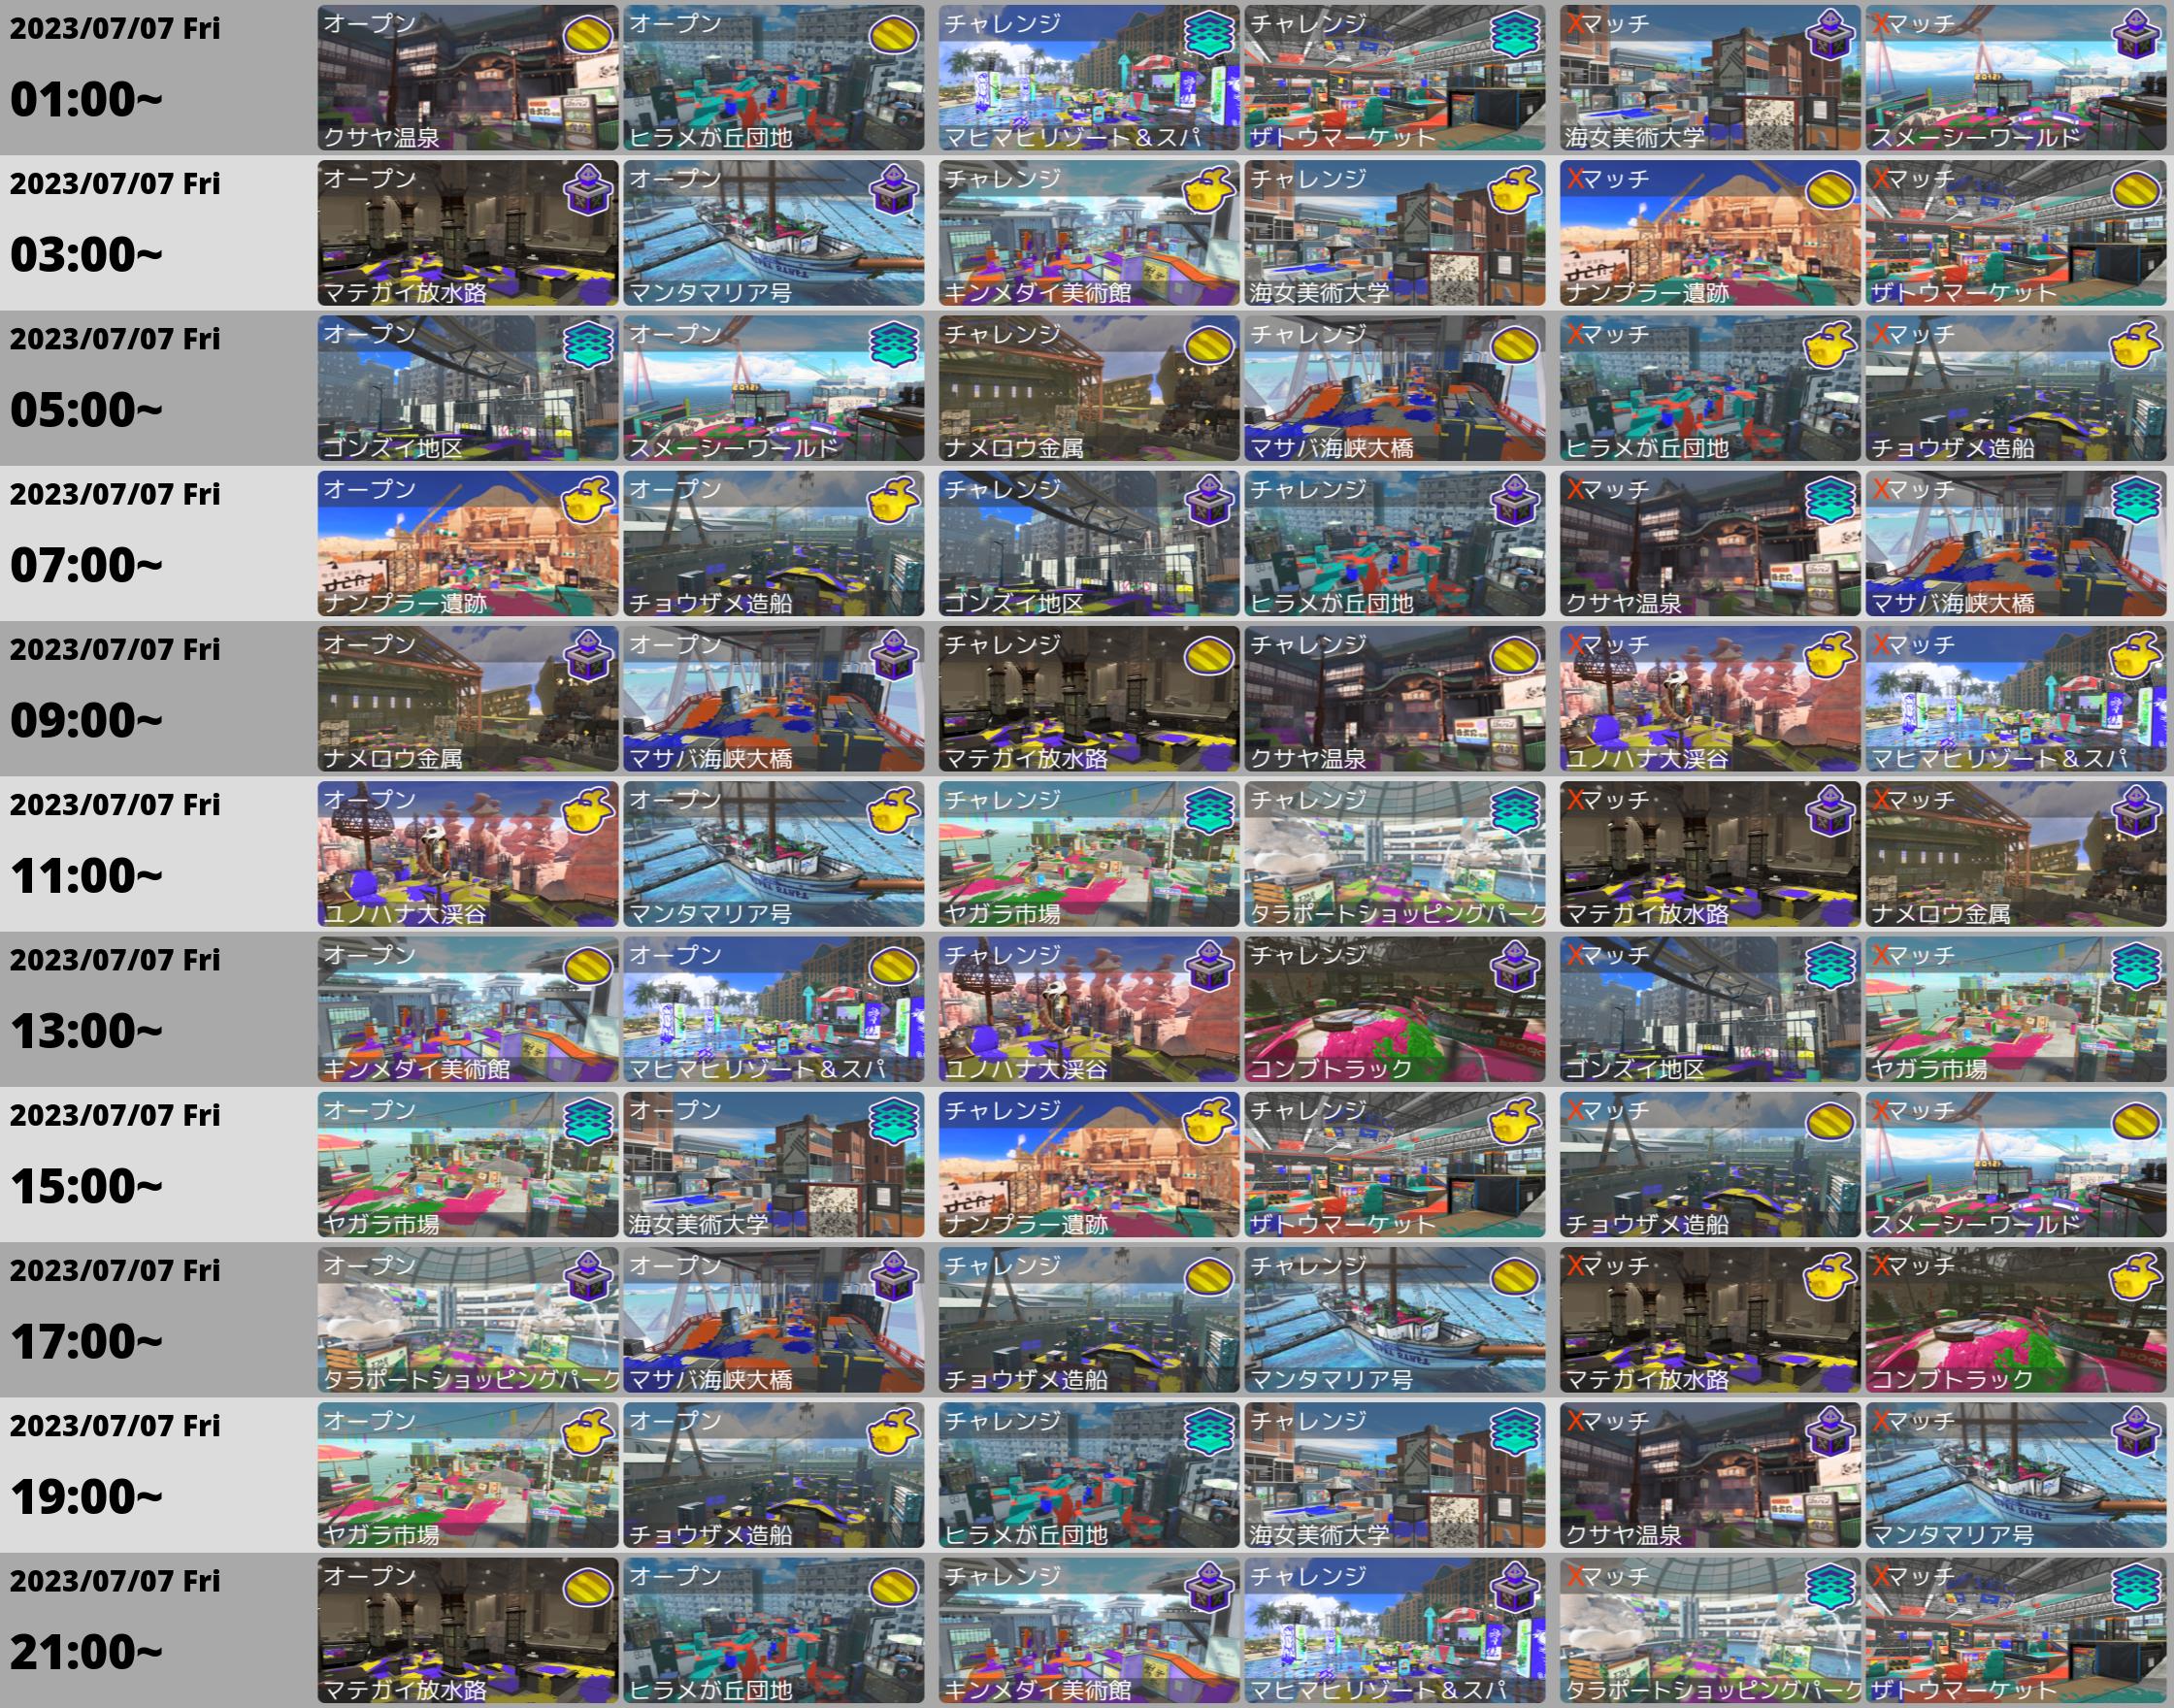 2023/07/07 Fri
01:00~
オープン オープン チャレンジ チャレンジ Xマッチ Xマッチ
クサヤ温泉 ヒラメが丘団地 マヒマヒリゾート＆スパ ザトウマーケット 海女美術大学 スメーシーワールド
2023/07/07 Fri
03:00~
オープン オープン チャレンジ チャレンジ Xマッチ Xマッチ
マテガイ放水路 マンタマリア号 キンメダイ美術館 海女美術大学 ナンプラー遺跡 ザトウマーケット
2023/07/07 Fri
05:00~
オープン オープン チャレンジ チャレンジ Xマッチ Xマッチ
ゴンズイ地区 スメーシーワールド ナメロウ金属 マサバ海峡大橋 ヒラメが丘団地 チョウザメ造船
2023/07/07 Fri
07:00~
オープン オープン チャレンジ チャレンジ Xマッチ Xマッチ
ナンプラー遺跡 チョウザメ造船 ゴンズイ地区 ヒラメが丘団地 クサヤ温泉 マサバ海峡大橋
2023/07/07 Fri
09:00~
オープン オープン チャレンジ チャレンジ Xマッチ Xマッチ
ナメロウ金属 マサバ海峡大橋 マテガイ放水路 クサヤ温泉 ユノハナ大渓谷 マヒマヒリゾート＆スパ
2023/07/07 Fri
11:00~
オープン オープン チャレンジ チャレンジ Xマッチ Xマッチ
ユノハナ大渓谷 マンタマリア号 ヤガラ市場 タラポートショッピングパーク マテガイ放水路 ナメロウ金属
2023/07/07 Fri
13:00~
オープン オープン チャレンジ チャレンジ Xマッチ Xマッチ
キンメダイ美術館 マヒマヒリゾート＆スパ ユノハナ大渓谷 コンブトラック ゴンズイ地区 ヤガラ市場
2023/07/07 Fri
15:00~
オープン オープン チャレンジ チャレンジ Xマッチ Xマッチ
ヤガラ市場 海女美術大学 ナンプラー遺跡 ザトウマーケット チョウザメ造船 スメーシーワールド
2023/07/07 Fri
17:00~
オープン オープン チャレンジ チャレンジ Xマッチ Xマッチ
タラポートショッピングパーク マサバ海峡大橋 チョウザメ造船 マンタマリア号 マテガイ放水路 コンブトラック
2023/07/07 Fri
19:00~
オープン オープン チャレンジ チャレンジ Xマッチ Xマッチ
ヤガラ市場 チョウザメ造船 ヒラメが丘団地 海女美術大学 クサヤ温泉 マンタマリア号
2023/07/07 Fri
21:00~
オープン オープン チャレンジ チャレンジ Xマッチ Xマッチ
マテガイ放水路 ヒラメが丘団地 キンメダイ美術館 マヒマヒリゾート＆スパ タラポートショッピングパーク ザトウマーケット